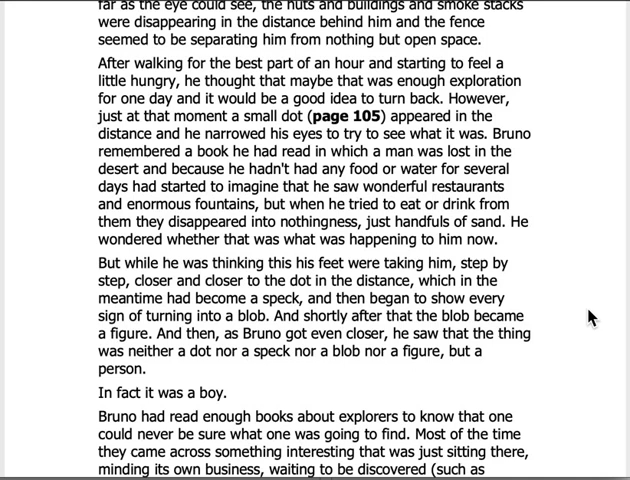 far as the eye could see, the huts and buildings and smoke stacks
were disappearing in the distance behind him and the fence
seemed to be separating him from nothing but open space.
After walking for the best part of an hour and starting to feel a
little hungry, he thought that maybe that was enough exploration
for one day and it would be a good idea to turn back. However,
just at that moment a small dot (page 105) appeared in the
distance and he narrowed his eyes to try to see what it was. Bruno
remembered a book he had read in which a man was lost in the
desert and because he hadn't had any food or water for several
days had started to imagine that he saw wonderful restaurants
and enormous fountains, but when he tried to eat or drink from
them they disappeared into nothingness, just handfuls of sand. He
wondered whether that was what was happening to him now.
But while he was thinking this his feet were taking him, step by
step, closer and closer to the dot in the distance, which in the
meantime had become a speck, and then began to show every
sign of turning into a blob. And shortly after that the blob became
a figure. And then, as Bruno got even closer, he saw that the thing
was neither a dot nor a speck nor a blob nor a figure, but a
person.
In fact it was a boy.
Bruno had read enough books about explorers to know that one
could never be sure what one was going to find. Most of the time
they came across something interesting that was just sitting there,
minding its own business, waiting to be discovered (such as